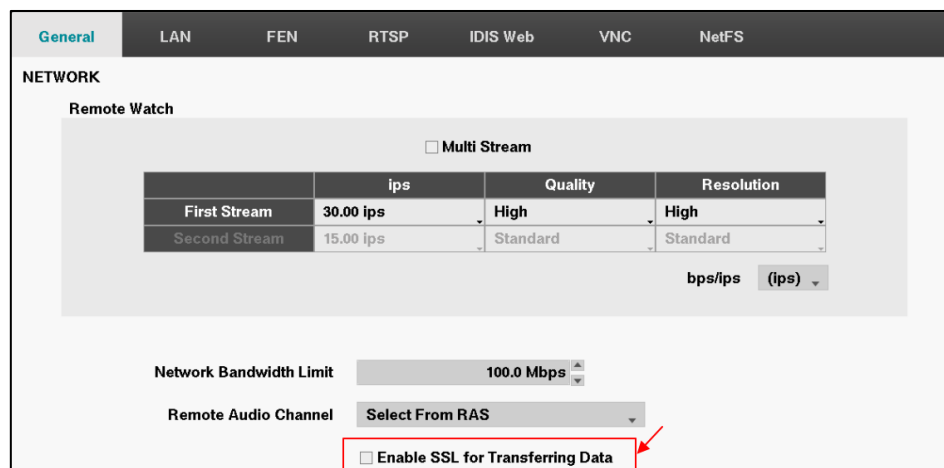 General LAN FEN RTSP IDIS Web VNC NetFS
NETWORK
Remote Watch
Multi Stream
ips Quality Resolution
First Stream 30.00 ips High High
Second Stream 15.00 ips Standard Standard
bps/ips (ips)
Network Bandwidth Limit 100.0 Mbps
Remote Audio Channel Select From RAS
Enable SSL for Transferring Data